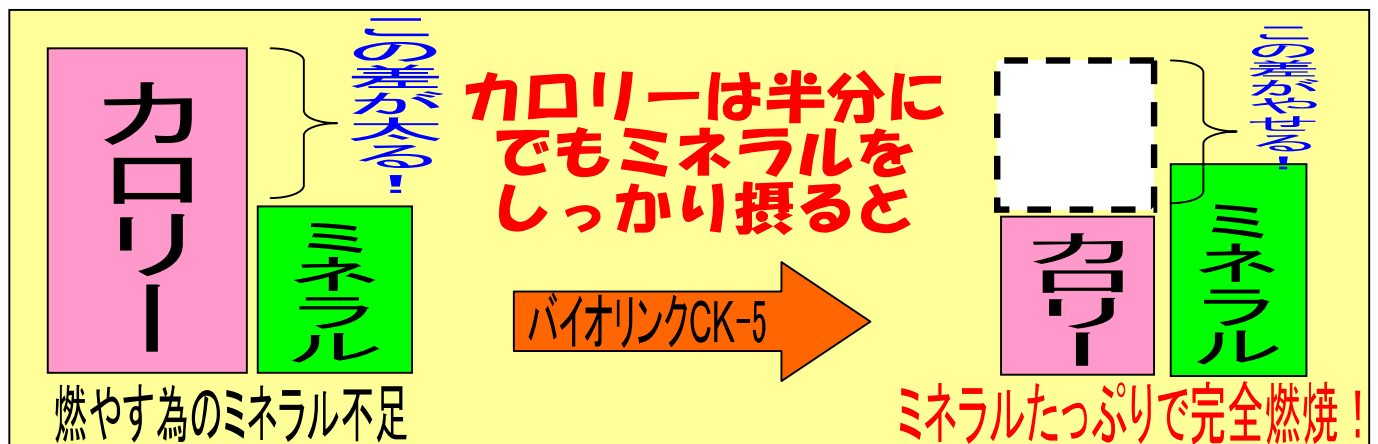 カロリー
この差が太る!
ミネラル
燃やす為のミネラル不足
カロリーは半分に
でもミネラルを
しっかり摂ると
バイオリンクCK-5
この差がやせる!
カロリー
ミネラル
ミネラルたっぷりで完全燃焼!